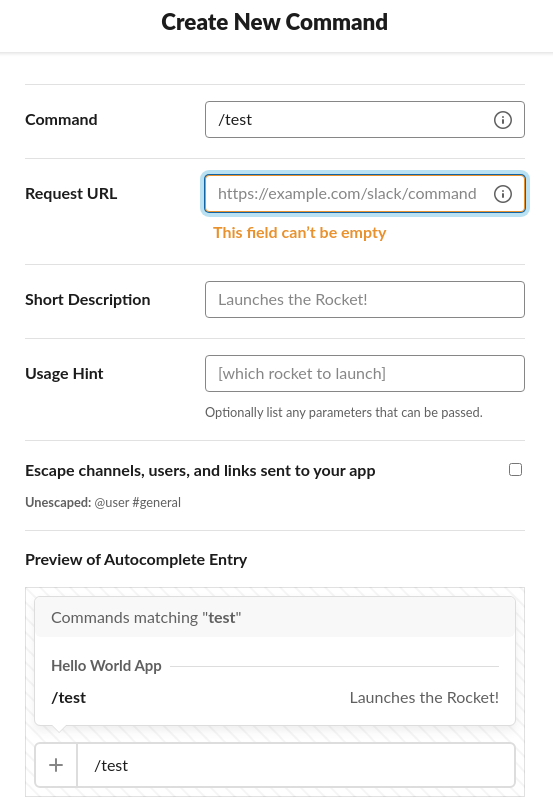 Create New Command
Command
/test
Request URL
https://example.com/slack/command
This field can't be empty
Short Description
Launches the Rocket!
Usage Hint
[which rocket to launch]
Optionally list any parameters that can be passed.
Escape channels, users, and links sent to your app
Unescaped: @user #general
Preview of Autocomplete Entry
Commands matching "test"
Hello World App
/test Launches the Rocket!
/test